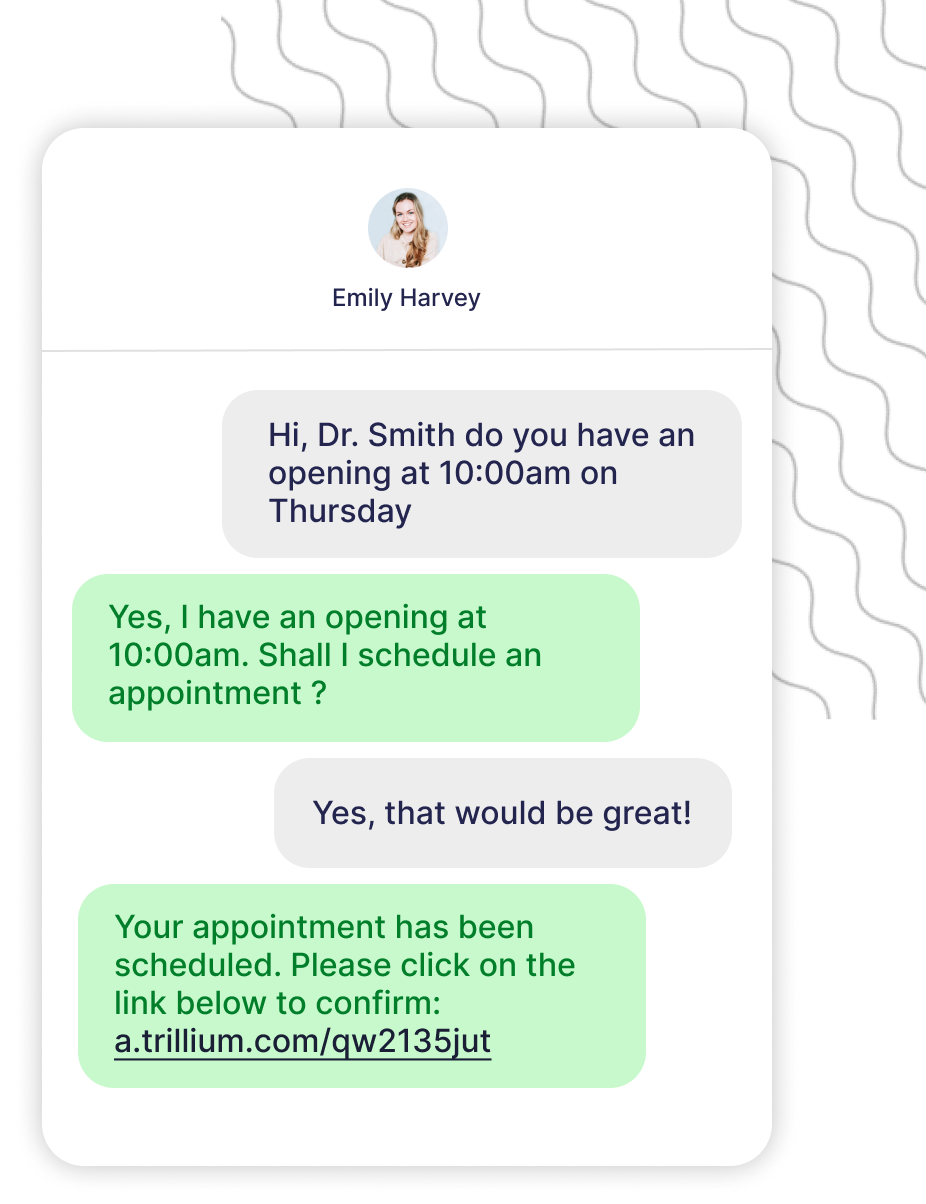 Emily Harvey
Hi, Dr. Smith do you have an
opening at 10:00am on
Thursday
Yes, I have an opening at
10:00am. Shall I schedule an
appointment ?
Yes, that would be great!
Your appointment has been
scheduled. Please click on the
link below to confirm:
a.trillium.com/qw2135jut